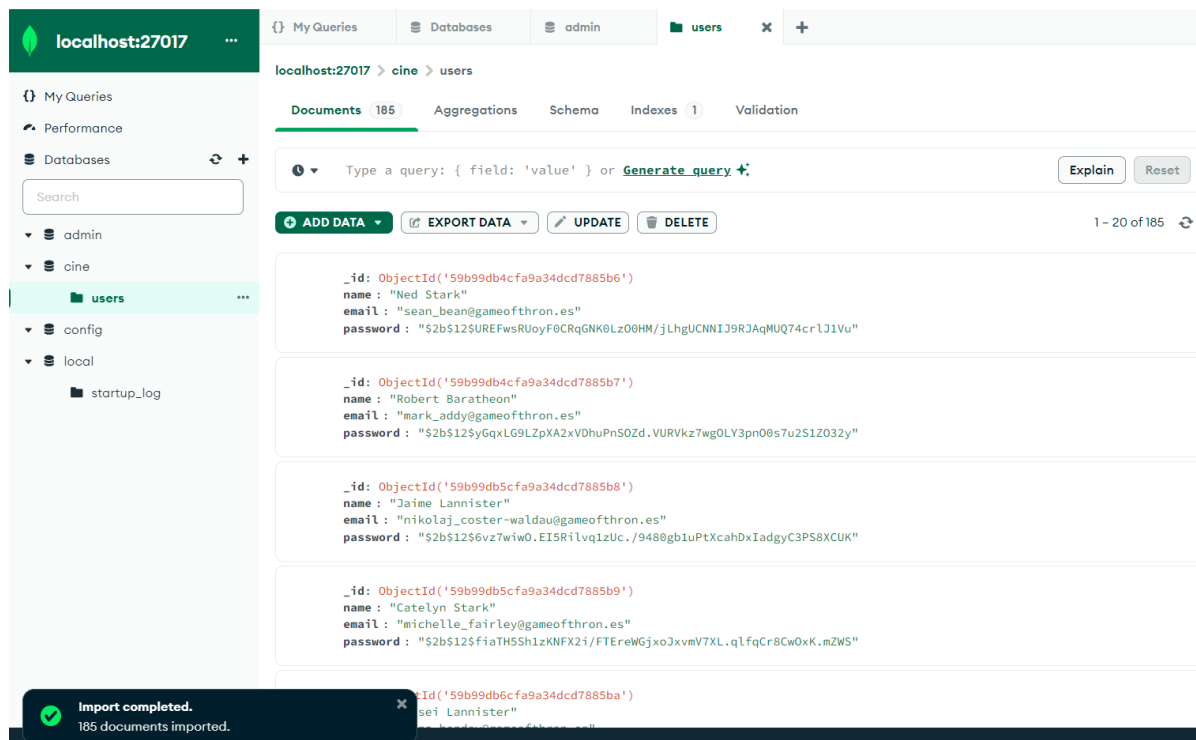 localhost:27017 ...
{} My Queries
Performance
Databases
Search
admin
cine
users ...
config
local
startup_log
{} My Queries Databases admin users
localhost:27017 > cine > users
Documents 185 Aggregations Schema Indexes 1 Validation
Type a query: { field: 'value' } or Generate query Explain Reset
ADD DATA EXPORT DATA UPDATE DELETE 1 – 20 of 185
_id: ObjectId('59b99db4cfa9a34dcd7885b6')
name : "Ned Stark"
email : "sean_bean@gameofthron.es"
password : "$2b$12$UREFwsRUoyF0CRqGNK0LzO0HM/jLhgUCNNIJ9RJAqMUQ74crlJ1Vu"
_id: ObjectId('59b99db4cfa9a34dcd7885b7')
name : "Robert Baratheon"
email : "mark_addy@gameofthron.es"
password : "$2b$12$yGqxLG9LZpXA2xVDhuPnSOZd.VURVkz7wgOLY3pnO0s7u2S1ZO32y"
_id: ObjectId('59b99db5cfa9a34dcd7885b8')
name : "Jaime Lannister"
email : "nikolaj_coster-waldau@gameofthron.es"
password : "$2b$12$6vz7wiwO.EI5Rilvq1zUc./9480gb1uPtXcahDxIadgyC3PS8XCUK"
_id: ObjectId('59b99db5cfa9a34dcd7885b9')
name : "Catelyn Stark"
email : "michelle_fairley@gameofthron.es"
password : "$2b$12$fiaTH5Sh1zKNFX2i/FTEreWGjxoJxvmV7XL.qlfqCr8CwOxK.mZWS"
tId('59b99db6cfa9a34dcd7885ba')
sei Lannister"
Import completed.
185 documents imported.